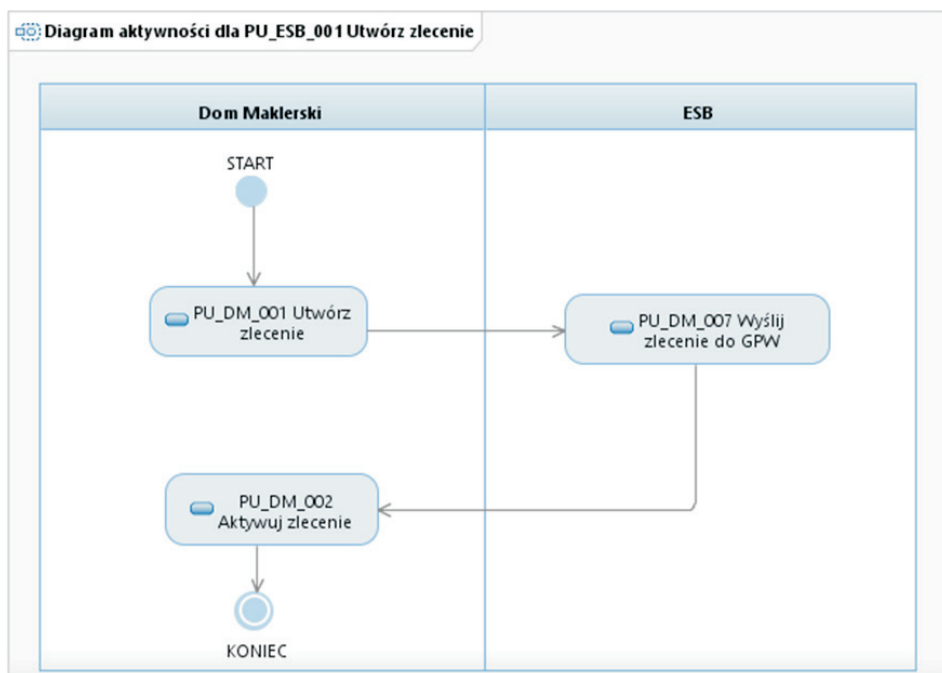 Diagram aktywności dla PU_ESB_001 Utwórz zlecenie
Dom Maklerski
ESB
START
PU_DM_001 Utwórz
zlecenie
PU_DM_007 Wyślij
zlecenie do GPW
PU_DM_002
Aktywuj zlecenie
KONIEC